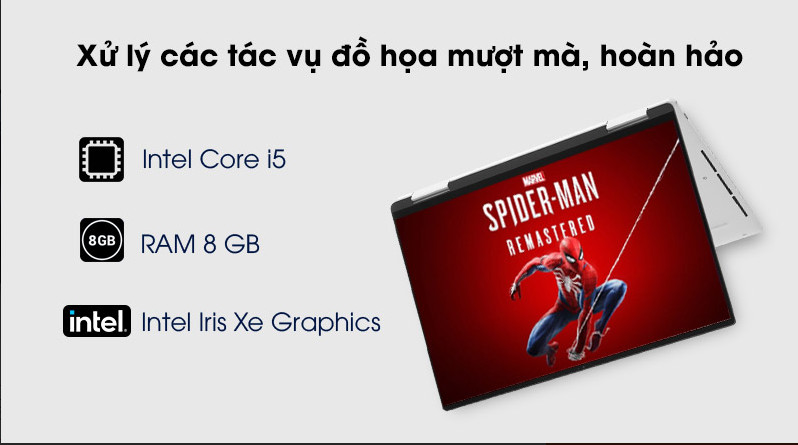 Xử lý các tác vụ đồ họa mượt mà, hoàn hảo
Intel Core i5
8GB
RAM 8 GB
intel.
Intel Iris Xe Graphics
MARVEL
SPIDER-MAN
REMASTERED